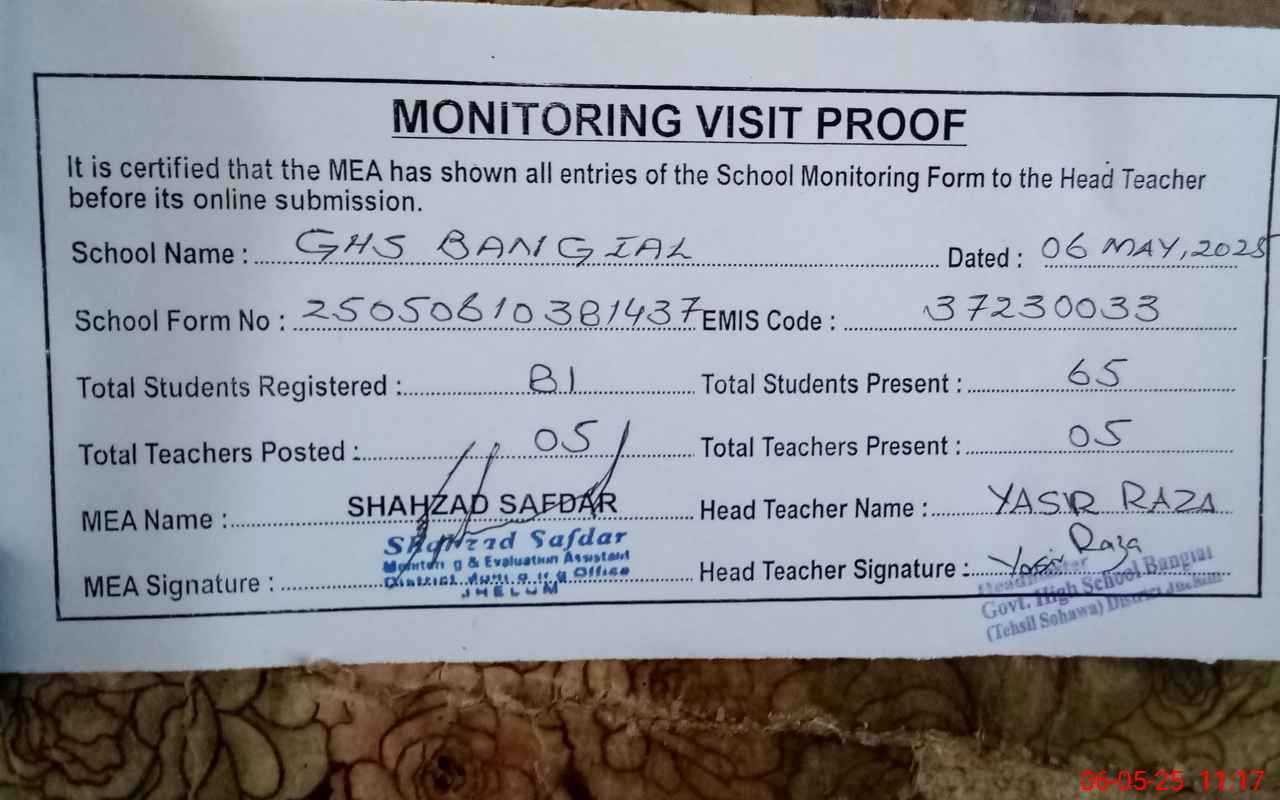 MONITORING VISIT PROOF
It is certified that the MEA has shown all entries of the School Monitoring Form to the Head Teacher
before its online submission.
School Name : GHS BANGIAL Dated : 06 MAY, 2025
School Form No : 25050610381437 EMIS Code : 37230033
Total Students Registered : 81 Total Students Present : 65
Total Teachers Posted : 05 Total Teachers Present : 05
MEA Name : SHAHZAD SAFDAR Head Teacher Name : YASIR RAZA
MEA Signature : Shahzad Safdar Head Teacher Signature : Yasir Raza
Monitoring & Evaluation Assistant
District Monitoring Office
JHELUM
Headmaster
Govt. High School Bangial
(Tehsil Sohawa) District Jhelum
06-05-25 11:17